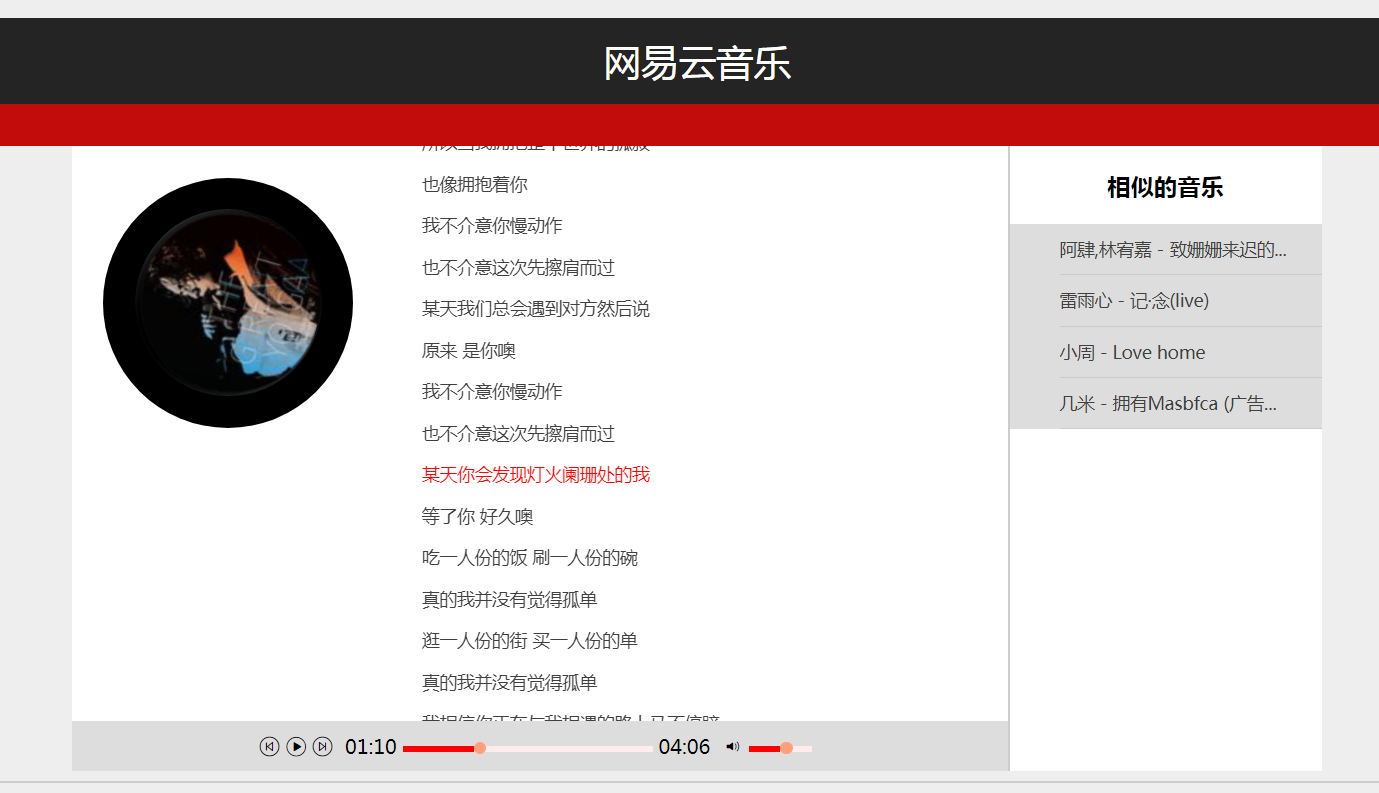 网易云音乐
也像拥抱着你
我不介意你慢动作
也不介意这次先擦肩而过
某天我们总会遇到对方然后说
原来 是你噢
我不介意你慢动作
也不介意这次先擦肩而过
某天你会发现灯火阑珊处的我
等了你 好久噢
吃一人份的饭 刷一人份的碗
真的我并没有觉得孤单
逛一人份的街 买一人份的单
真的我并没有觉得孤单
01:10
04:06
相似的音乐
阿肆,林宥嘉 - 致姗姗来迟的...
雷雨心 - 记·念(live)
小周 - Love home
几米 - 拥有Masbfca (广告...